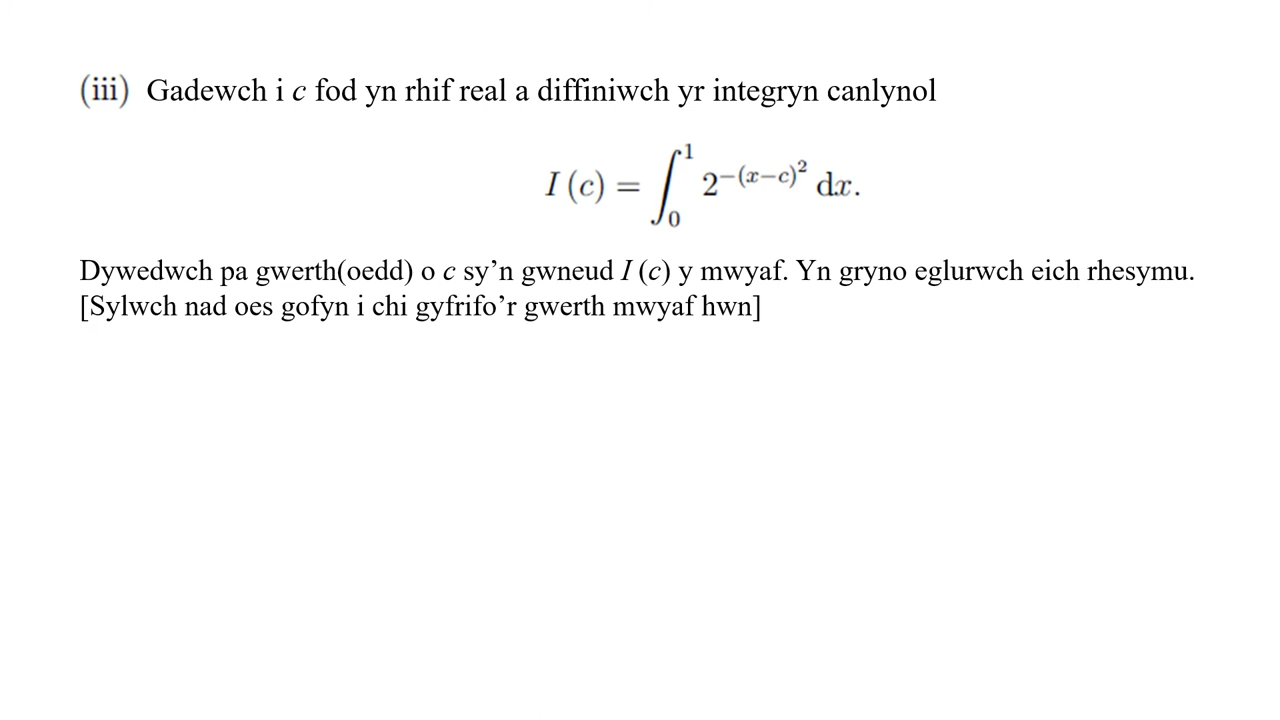 (iii) Gadewch i c fod yn rhif real a diffiniwch yr integryn canlynol
I (c) = ∫₀¹ 2^{-(x-c)²} dx.
Dywedwch pa gwerth(oedd) o c sy’n gwneud I (c) y mwyaf. Yn gryno eglurwch eich rhesymu.
[Sylwch nad oes gofyn i chi gyfrifo’r gwerth mwyaf hwn]